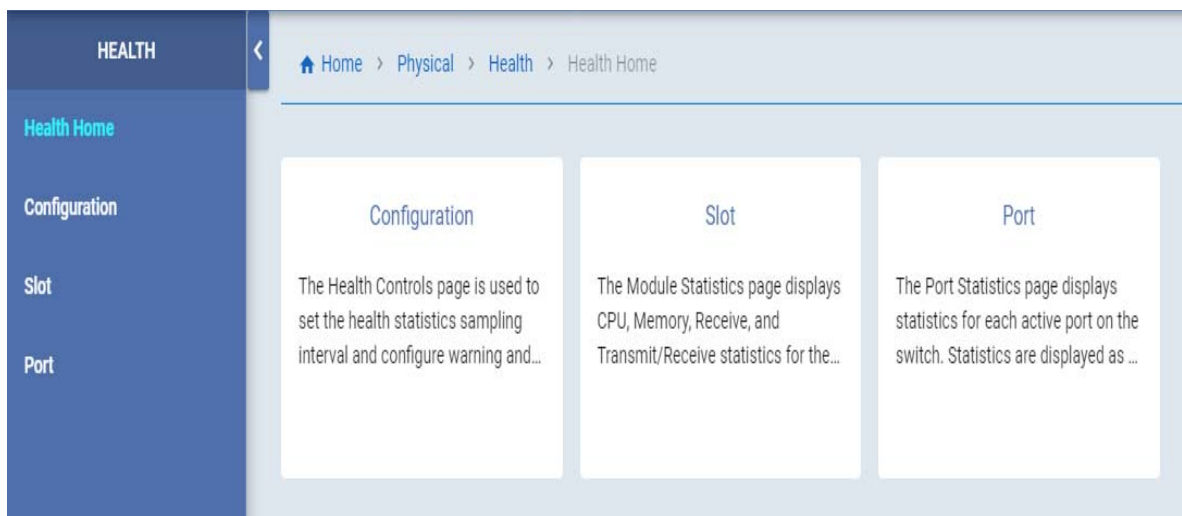 HEALTH
Health Home
Configuration
Slot
Port
Home > Physical > Health > Health Home
Configuration
The Health Controls page is used to
set the health statistics sampling
interval and configure warning and...
Slot
The Module Statistics page displays
CPU, Memory, Receive, and
Transmit/Receive statistics for the...
Port
The Port Statistics page displays
statistics for each active port on the
switch. Statistics are displayed as ...